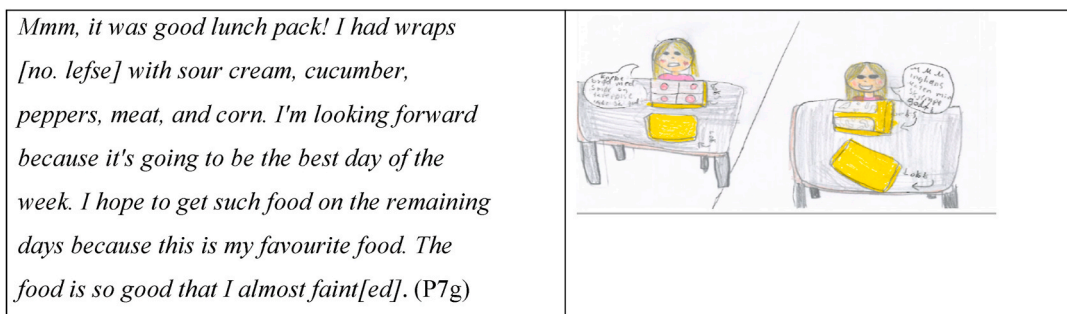 Mmm, it was good lunch pack! I had wraps
[no. lefse] with sour cream, cucumber,
peppers, meat, and corn. I'm looking forward
because it's going to be the best day of the
week. I hope to get such food on the remaining
days because this is my favourite food. The
food is so good that I almost faint[ed]. (P7g)
godt
Lokk